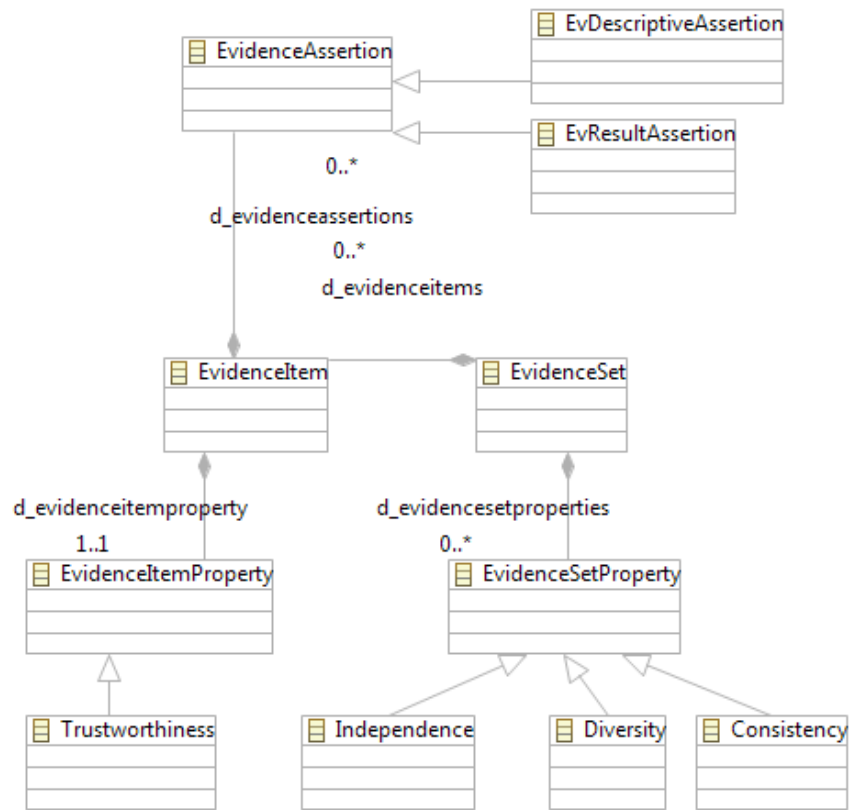 EvDescriptiveAssertion
EvidenceAssertion
EvResultAssertion
0..*
d_evidenceassertions
0..*
d_evidenceitems
EvidenceItem
EvidenceSet
d_evidenceitemproperty
d_evidencesetproperties
1..1
0..*
EvidenceItemProperty
EvidenceSetProperty
Trustworthiness
Independence
Diversity
Consistency